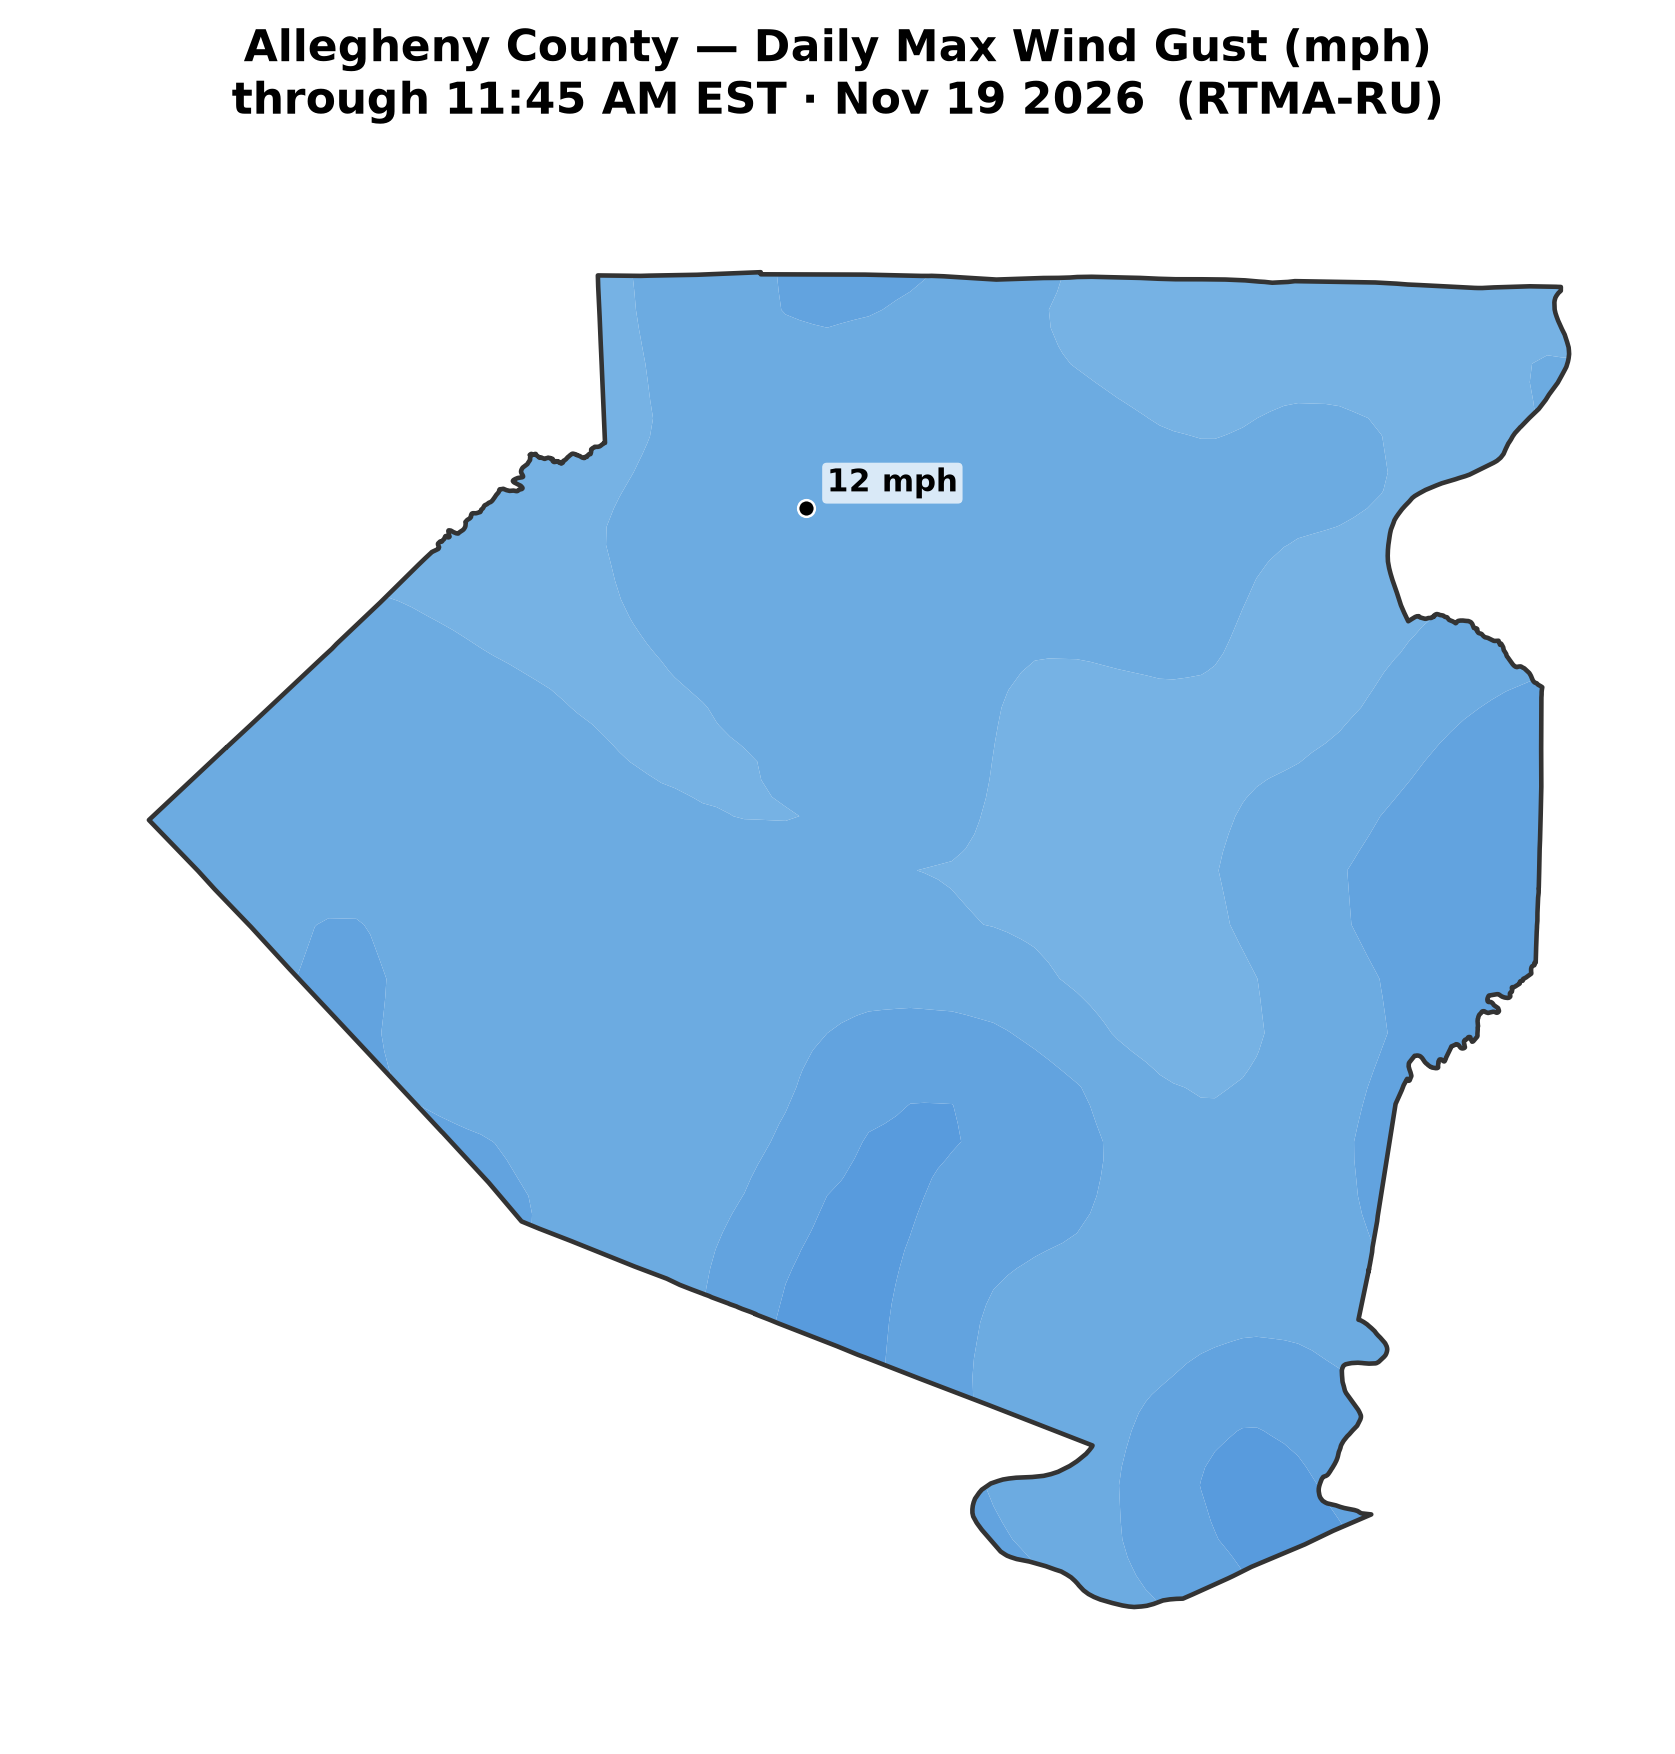 Allegheny County — Daily Max Wind Gust (mph)
through 11:45 AM EST · Nov 19 2026 (RTMA-RU)
12 mph